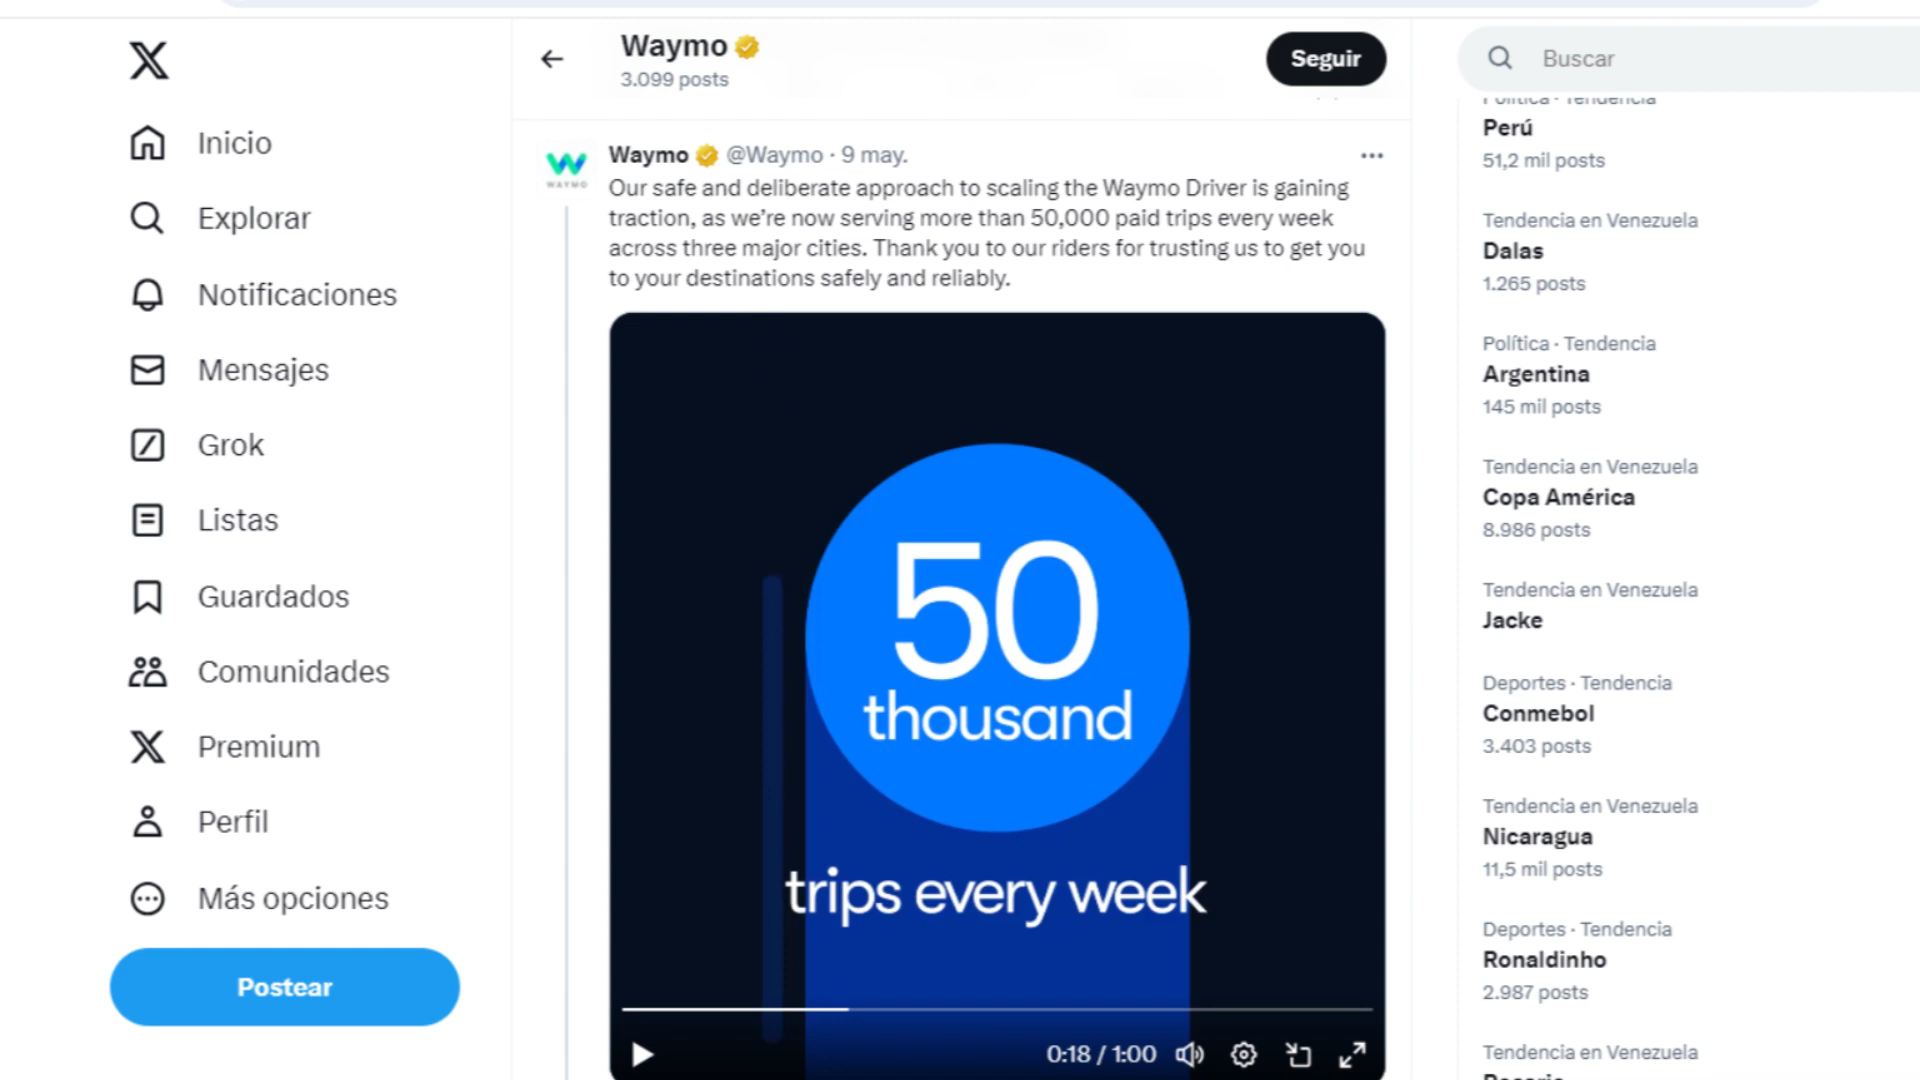 Waymo
3.099 posts
Seguir
Buscar
Inicio
Explorar
Notificaciones
Mensajes
Grok
Listas
Guardados
Comunidades
Premium
Perfil
Más opciones
Postear
WAYMO
Waymo @Waymo · 9 may.
Our safe and deliberate approach to scaling the Waymo Driver is gaining
traction, as we’re now serving more than 50,000 paid trips every week
across three major cities. Thank you to our riders for trusting us to get you
to your destinations safely and reliably.
50
thousand
trips every week
0:18 / 1:00
Política · Tendencia
Perú
51,2 mil posts
Tendencia en Venezuela
Dalas
1.265 posts
Política · Tendencia
Argentina
145 mil posts
Tendencia en Venezuela
Copa América
8.986 posts
Tendencia en Venezuela
Jacke
Deportes · Tendencia
Conmebol
3.403 posts
Tendencia en Venezuela
Nicaragua
11,5 mil posts
Deportes · Tendencia
Ronaldinho
2.987 posts
Tendencia en Venezuela